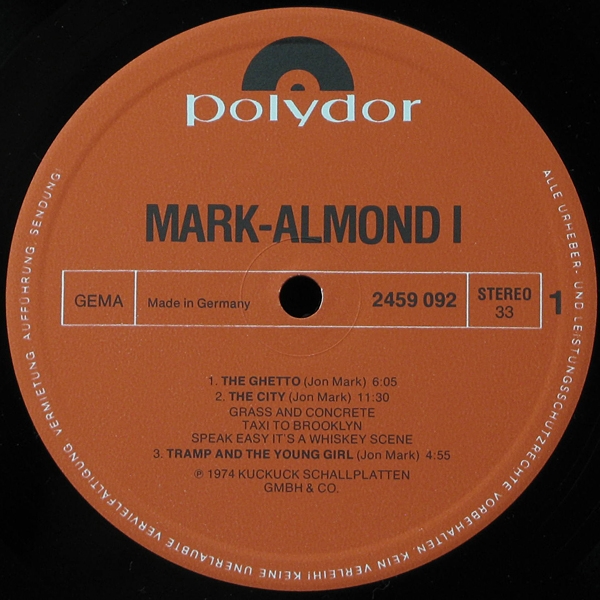 polydor
MARK-ALMOND I
GEMA
Made in Germany
2459 092
STEREO
33
1
1. THE GHETTO (Jon Mark) 6:05
2. THE CITY (Jon Mark) 11:30
GRASS AND CONCRETE
TAXI TO BROOKLYN
SPEAK EASY IT'S A WHISKEY SCENE
3. TRAMP AND THE YOUNG GIRL (Jon Mark) 4:55
℗ 1974 KUCKUCK SCHALLPLATTEN
GMBH & CO.
ALLE URHEBER- UND LEISTUNGSSCHUTZRECHTE VORBEHALTEN. KEIN VERLEIH! KEINE UNERLAUBTE VERVIELFÄLTIGUNG, VERMIETUNG, AUFFÜHRUNG, SENDUNG!